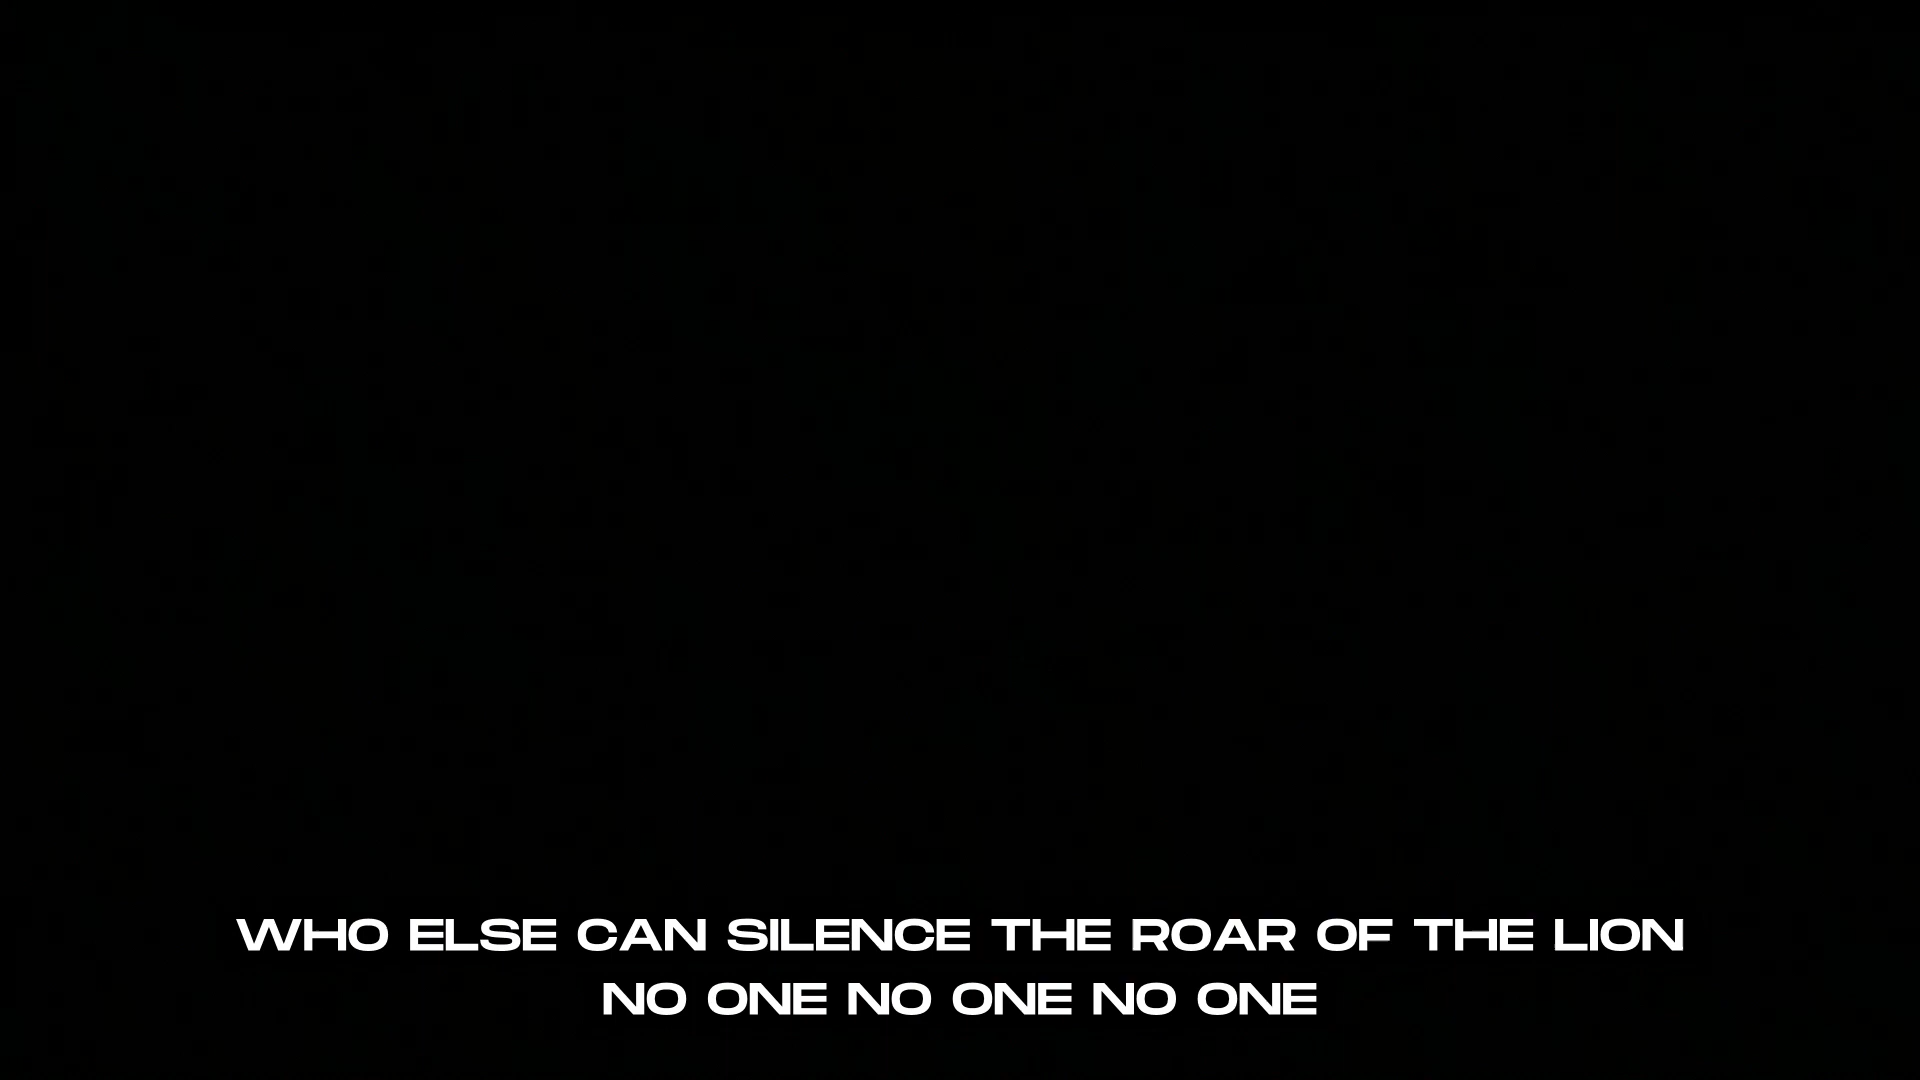 WHO ELSE CAN SILENCE THE ROAR OF THE LION
NO ONE NO ONE NO ONE